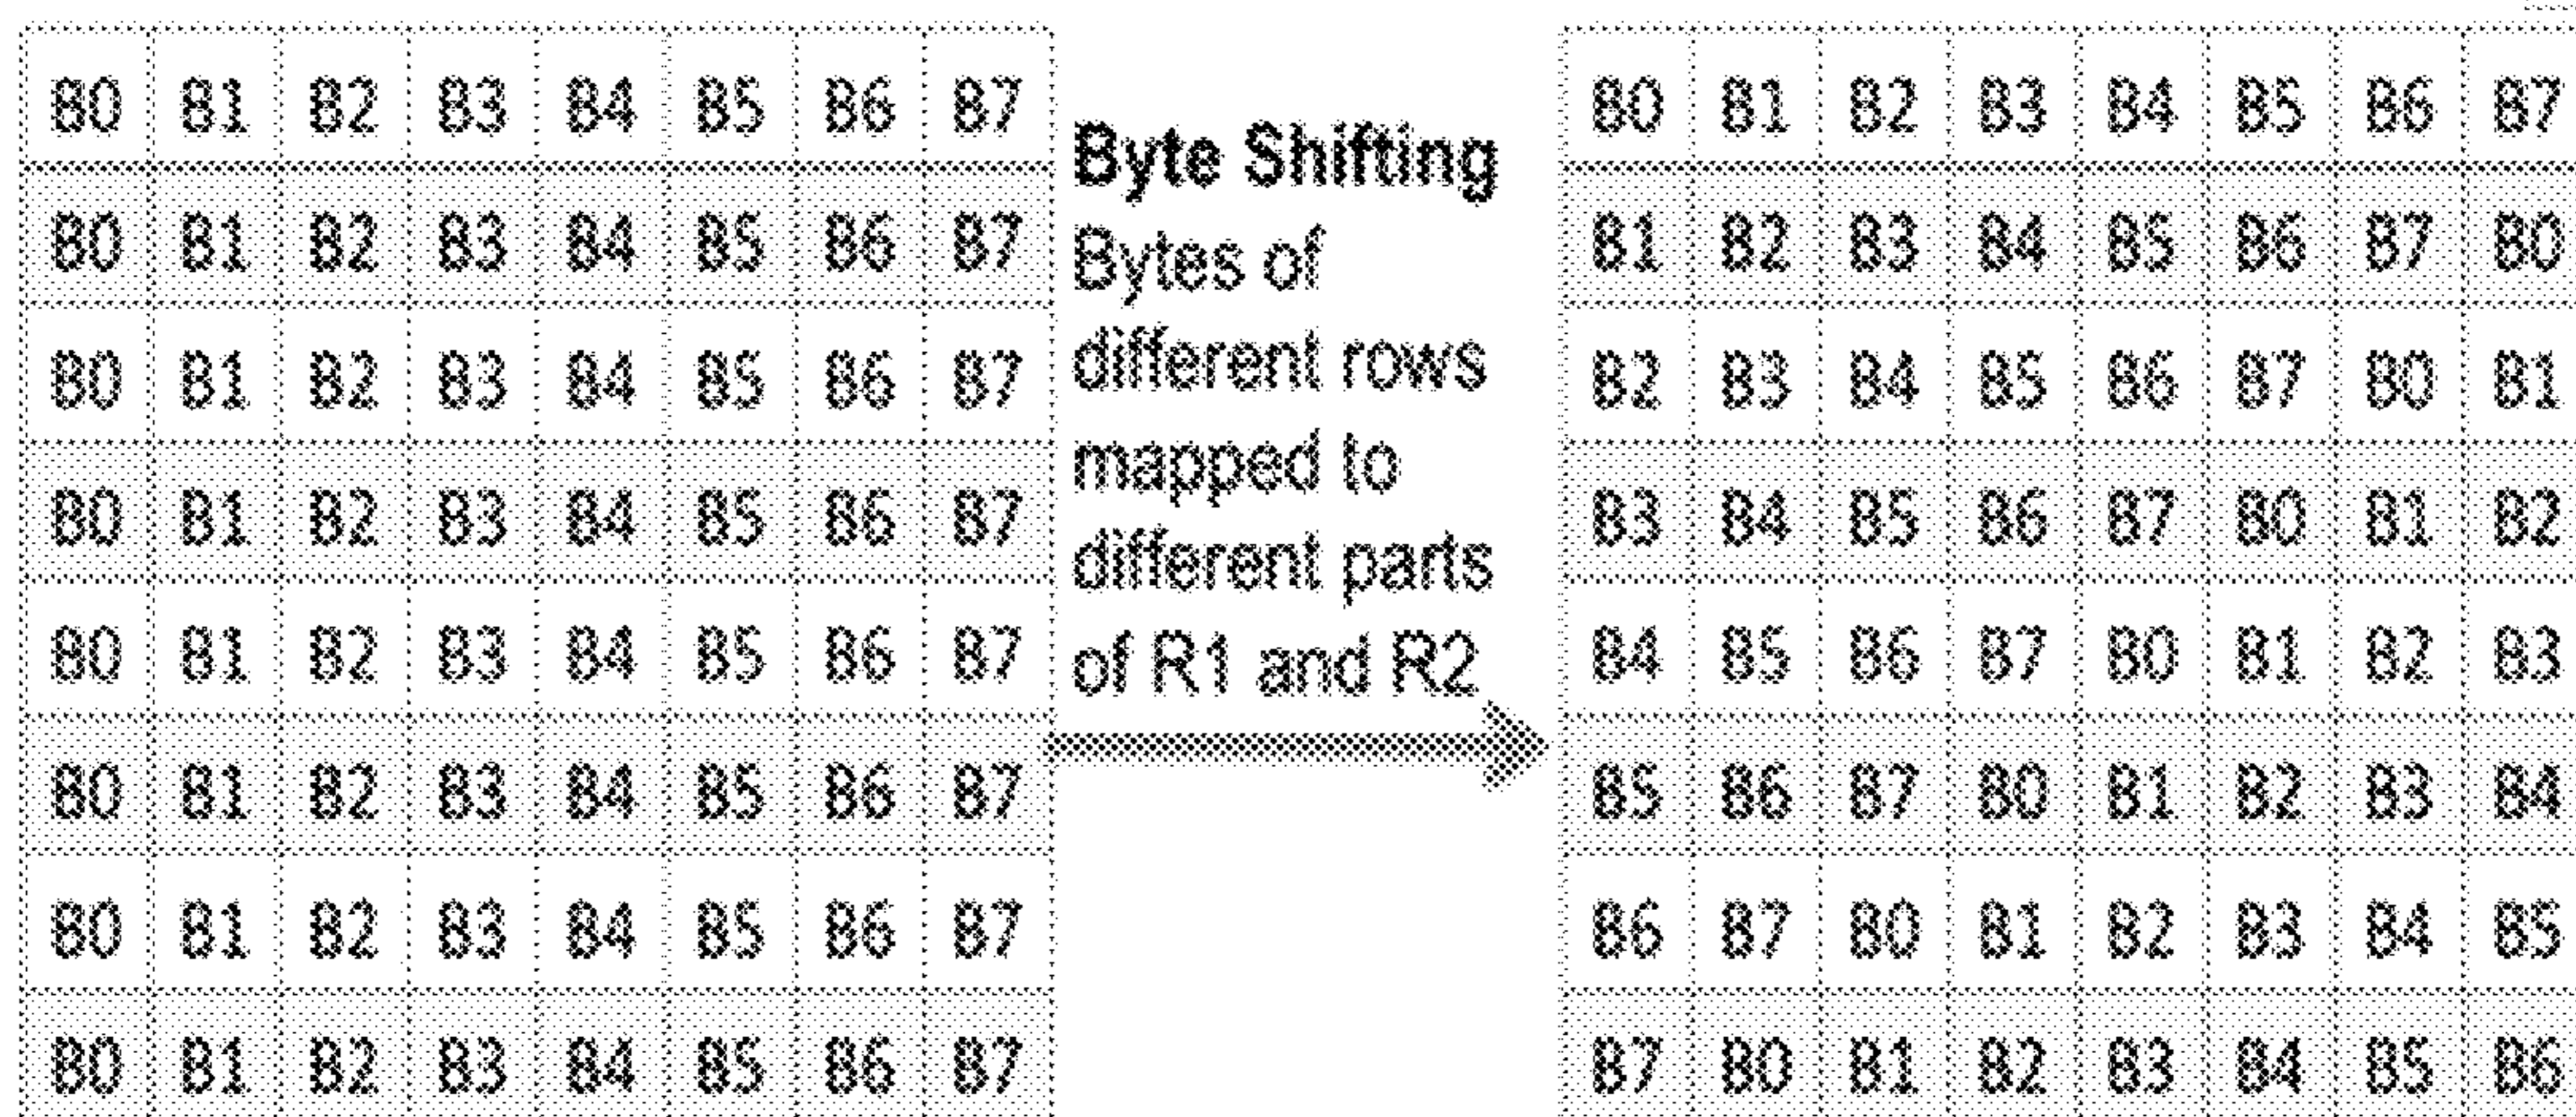 B0 B1 B2 B3 B4 B5 B6 B7
B0 B1 B2 B3 B4 B5 B6 B7
B0 B1 B2 B3 B4 B5 B6 B7
B0 B1 B2 B3 B4 B5 B6 B7
B0 B1 B2 B3 B4 B5 B6 B7
B0 B1 B2 B3 B4 B5 B6 B7
B0 B1 B2 B3 B4 B5 B6 B7
B0 B1 B2 B3 B4 B5 B6 B7
Byte Shifting
Bytes of
different rows
mapped to
different parts
of R1 and R2
B0 B1 B2 B3 B4 B5 B6 B7
B1 B2 B3 B4 B5 B6 B7 B0
B2 B3 B4 B5 B6 B7 B0 B1
B3 B4 B5 B6 B7 B0 B1 B2
B4 B5 B6 B7 B0 B1 B2 B3
B5 B6 B7 B0 B1 B2 B3 B4
B6 B7 B0 B1 B2 B3 B4 B5
B7 B0 B1 B2 B3 B4 B5 B6